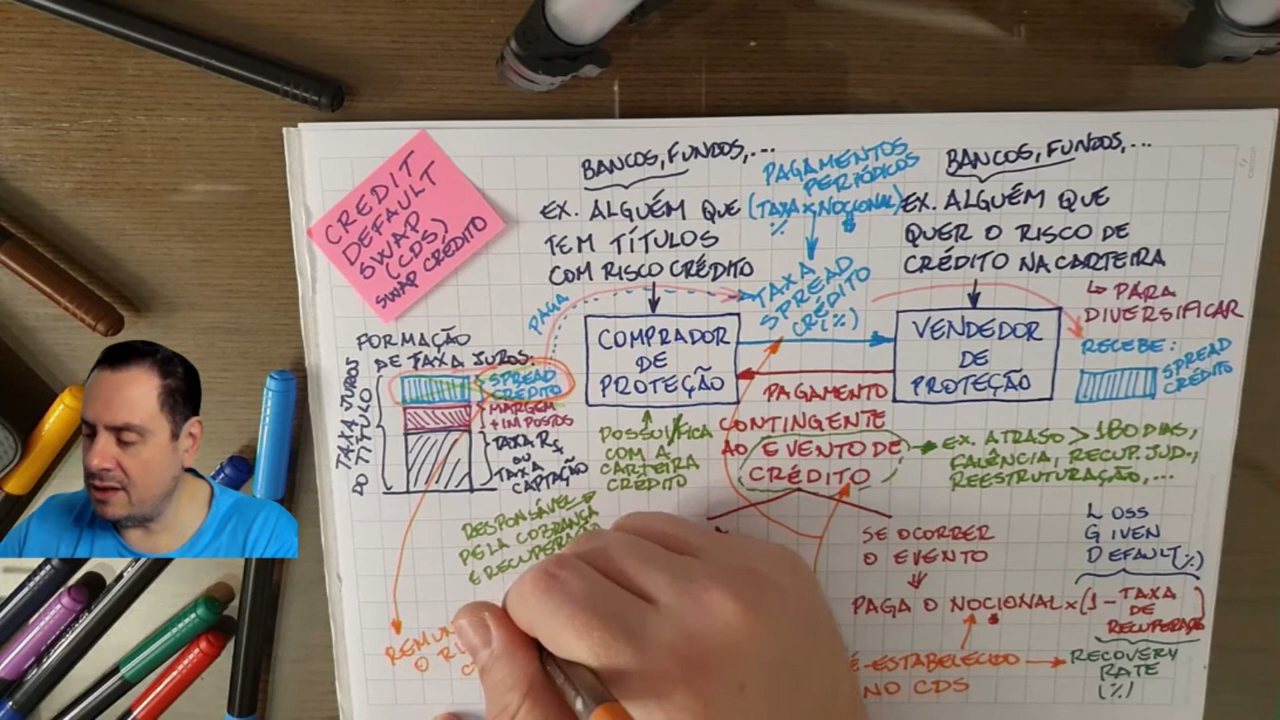 CREDIT
DEFAULT
SWAP
(CDS)
SWAP CRÉDITO
BANCOS, FUNDOS,...
EX. ALGUÉM QUE
TEM TÍTULOS
COM RISCO CRÉDITO
PAGAMENTOS
PERIÓDICOS
(TAXA x NOCIONAL)
% $
TAXA
SPREAD
CRÉDITO
(%)
BANCOS, FUNDOS,...
EX. ALGUÉM QUE
QUER O RISCO DE
CRÉDITO NA CARTEIRA
↳ PARA
DIVERSIFICAR
PAGA
COMPRADOR
DE
PROTEÇÃO
VENDEDOR
DE
PROTEÇÃO
RECEBE:
SPREAD
CRÉDITO
FORMAÇÃO
DE TAXA JUROS:
TAXA JUROS
DO TÍTULO
SPREAD
CRÉDITO
MARGEM
+ IMPOSTOS
TAXA Rf
OU
TAXA
CAPTAÇÃO
POSSUI/FICA
COM A
CARTEIRA
CRÉDITO
RESPONSÁVEL
PELA COBRANÇA
E RECUPERAÇÃO
PAGAMENTO
CONTINGENTE
AO EVENTO DE
CRÉDITO
EX. ATRASO > 180 DIAS,
FALÊNCIA, RECUP. JUD.,
REESTRUTURAÇÃO,...
SE OCORRER
O EVENTO
PAGA O NOCIONAL x (1 - TAXA
DE
RECUPERAÇÃO)
$
LOSS
GIVEN
DEFAULT (%)
RECOVERY
RATE
(%)
É-ESTABELECIDO
NO CDS
REMUN
O RI